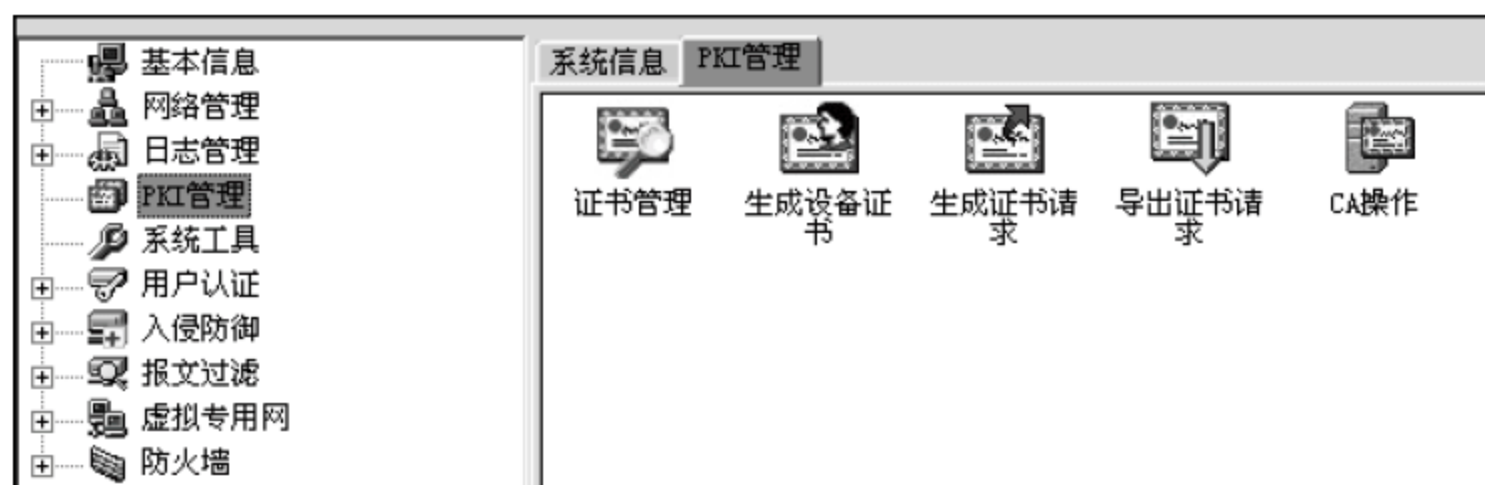 基本信息
网络管理
日志管理
PKI管理
系统工具
用户认证
入侵防御
报文过滤
虚拟专用网
防火墙
系统信息 PKI管理
证书管理 生成设备证 生成证书请 导出证书请 CA操作
书 求 求